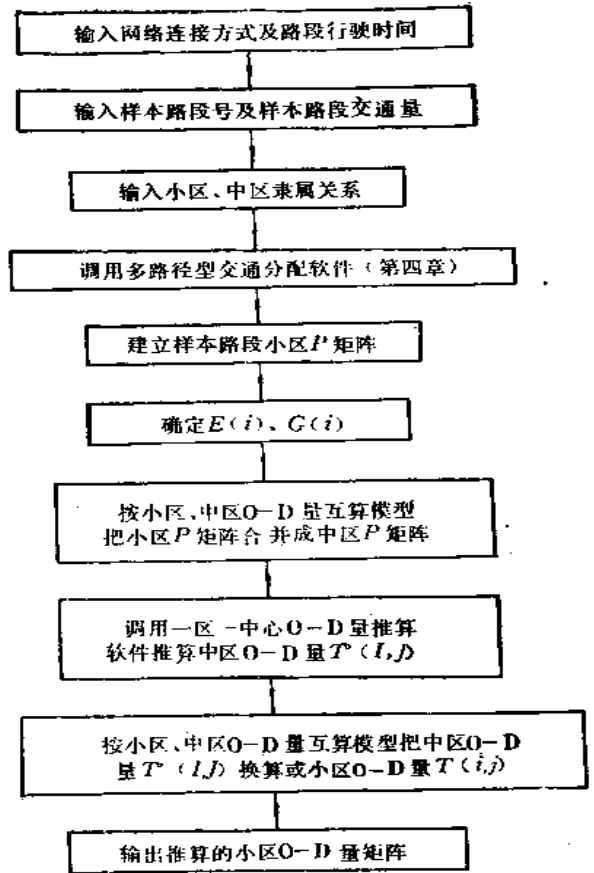 输入网络连接方式及路段行驶时间
输入样本路段号及样本路段交通量
输入小区、中区隶属关系
调用多路径型交通分配软件（第四章）
建立样本路段小区P矩阵
确定E(i)、G(i)
按小区、中区O-D量互算模型
把小区P矩阵合并成中区P矩阵
调用一区一中心O-D量推算
软件推算中区O-D量T°(I,J)
按小区、中区O-D量互算模型把中区O-D
量T°(I,J)换算或小区O-D量T(i,j)
输出推算的小区O-D量矩阵